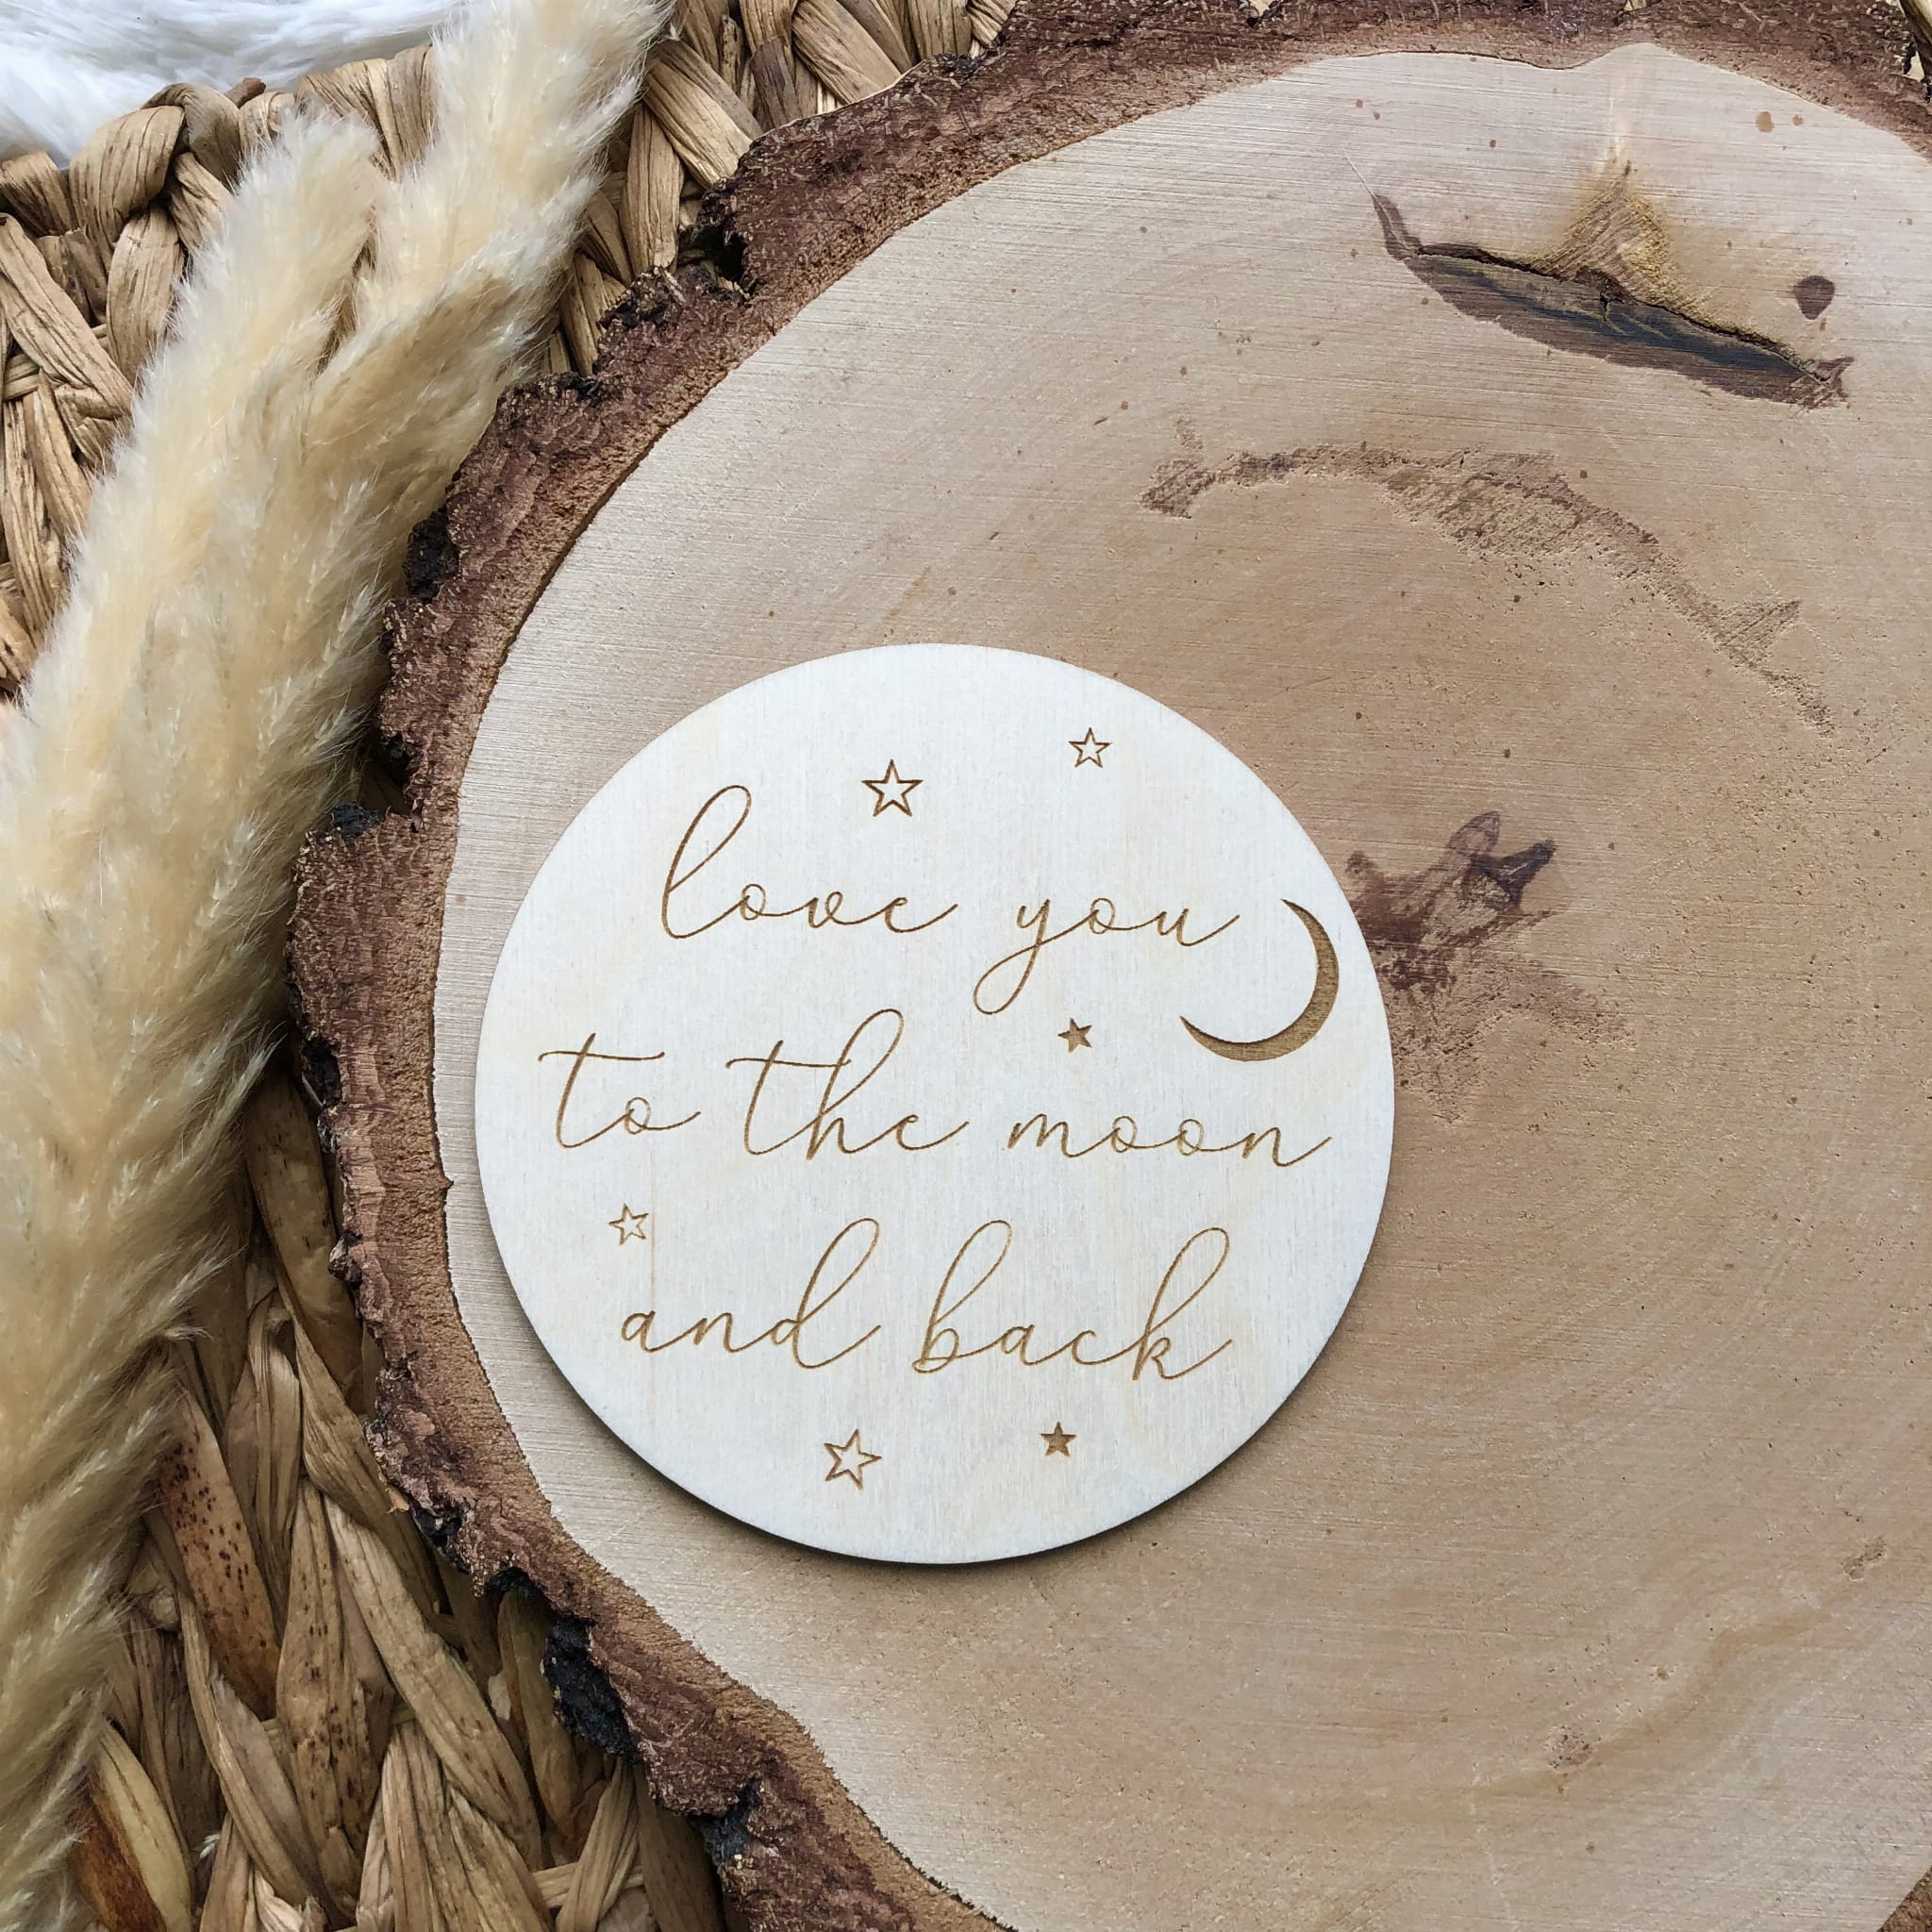 love you
to the moon
and back